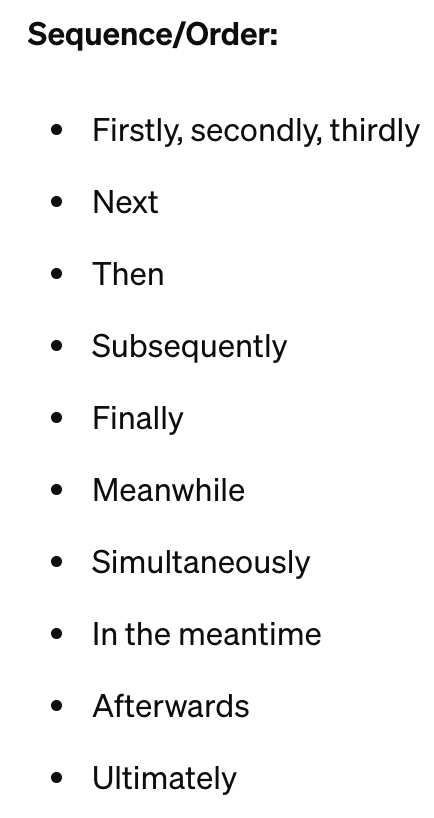 Sequence/Order:
• Firstly, secondly, thirdly
• Next
• Then
• Subsequently
• Finally
• Meanwhile
• Simultaneously
• In the meantime
• Afterwards
• Ultimately